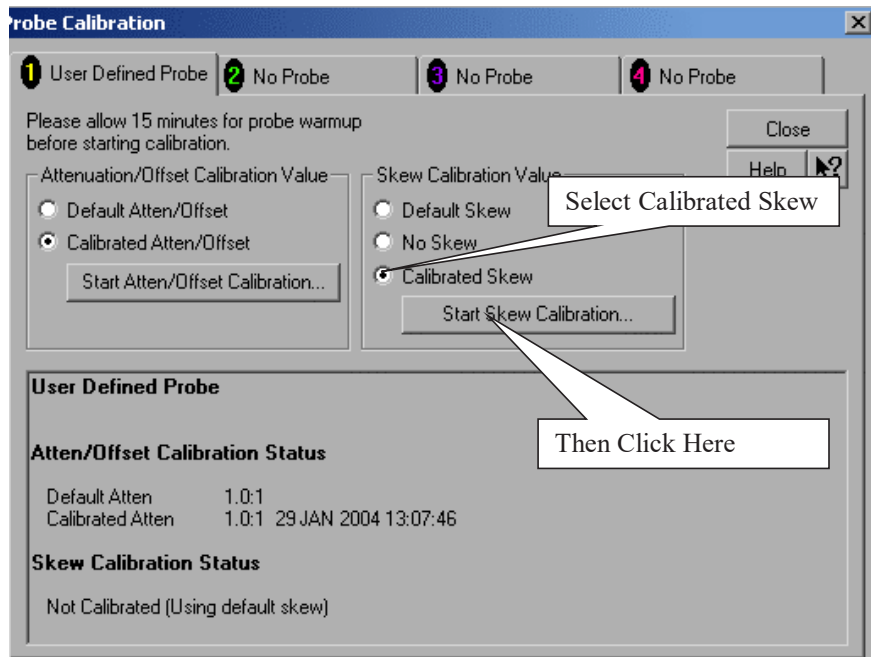 Probe Calibration
1 User Defined Probe
2 No Probe
3 No Probe
4 No Probe
Please allow 15 minutes for probe warmup
before starting calibration.
Close
Help
Attenuation/Offset Calibration Value
Default Atten/Offset
Calibrated Atten/Offset
Start Atten/Offset Calibration...
Skew Calibration Value
Default Skew
No Skew
Calibrated Skew
Start Skew Calibration...
Select Calibrated Skew
Then Click Here
User Defined Probe
Atten/Offset Calibration Status
Default Atten 1.0:1
Calibrated Atten 1.0:1 29 JAN 2004 13:07:46
Skew Calibration Status
Not Calibrated (Using default skew)